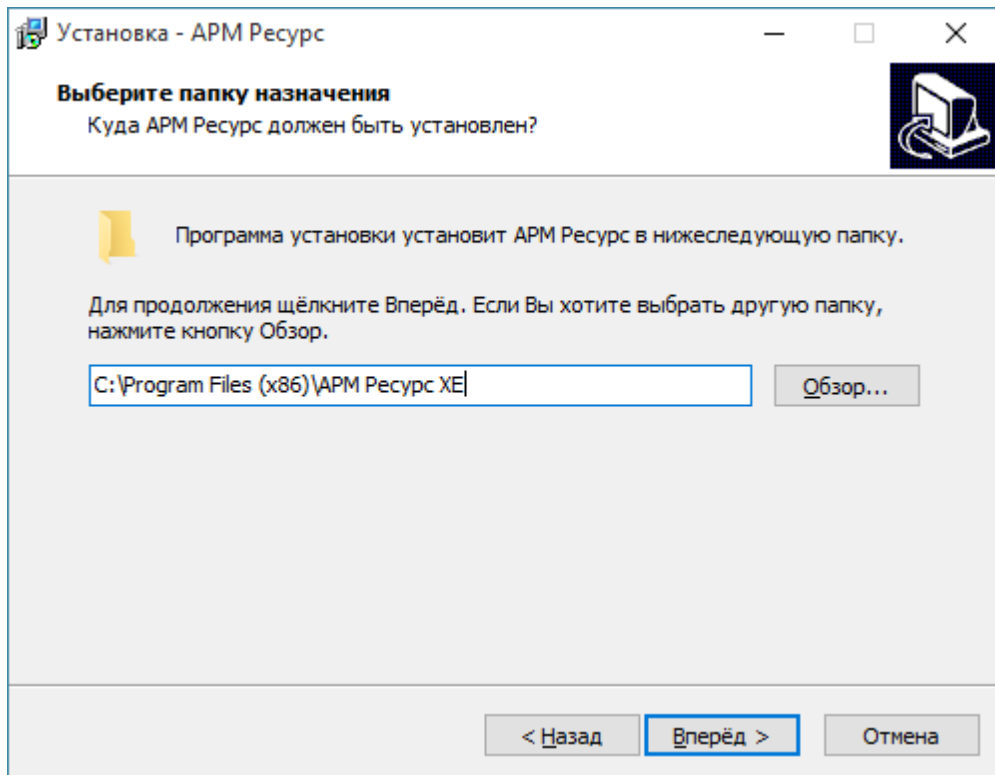 Установка - АРМ Ресурс
Выберите папку назначения
Куда АРМ Ресурс должен быть установлен?
Программа установки установит АРМ Ресурс в нижеследующую папку.
Для продолжения щёлкните Вперёд. Если Вы хотите выбрать другую папку,
нажмите кнопку Обзор.
C:\Program Files (x86)\АРМ Ресурс XE
Обзор...
< Назад
Вперёд >
Отмена